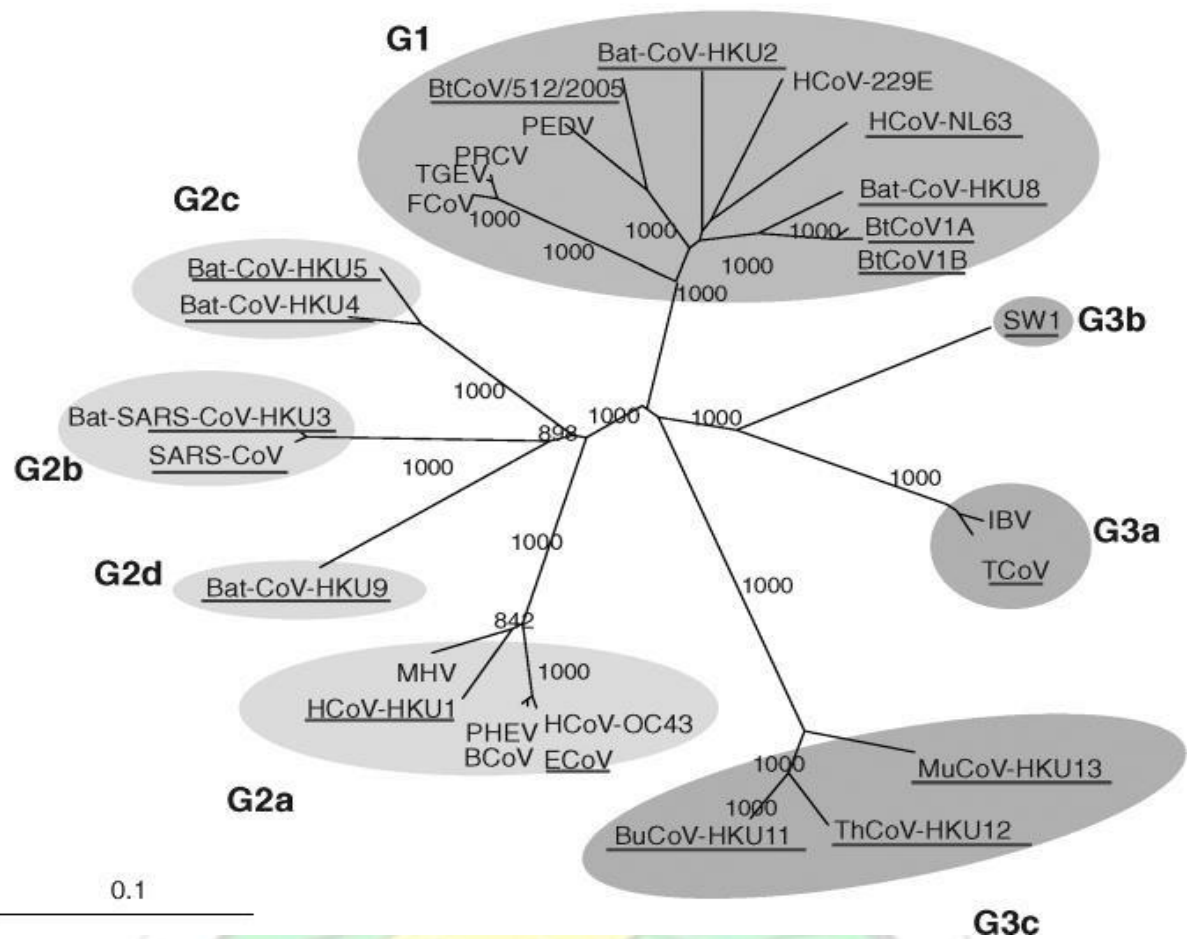 G1
Bat-CoV-HKU2
BtCoV/512/2005
HCoV-229E
PEDV
HCoV-NL63
PRCV
TGEV
FCoV
1000
1000
1000
Bat-CoV-HKU8
1000
BtCoV1A
1000
BtCoV1B
1000
G2c
Bat-CoV-HKU5
Bat-CoV-HKU4
1000
SW1
G3b
Bat-SARS-CoV-HKU3
SARS-CoV
G2b
1000
898
1000
1000
1000
IBV
TCoV
G3a
G2d
Bat-CoV-HKU9
1000
1000
842
MHV
1000
HCoV-HKU1
PHEV
HCoV-OC43
BCoV
ECoV
G2a
1000
MuCoV-HKU13
1000
BuCoV-HKU11
ThCoV-HKU12
G3c
0.1